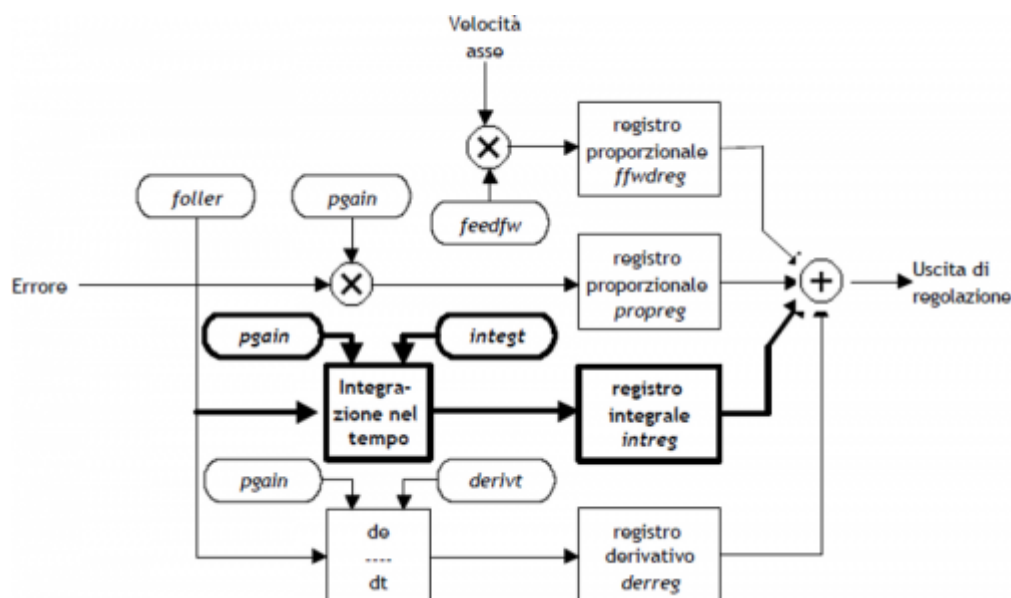 Velocità
asse
registro
proporzionale
ffwdreg
foller
pgain
feedfw
Errore
registro
proporzionale
propreg
Uscita di
regolazione
pgain
integt
Integra-
zione nel
tempo
registro
integrale
intreg
pgain
derivt
de
----
dt
registro
derivativo
derreg